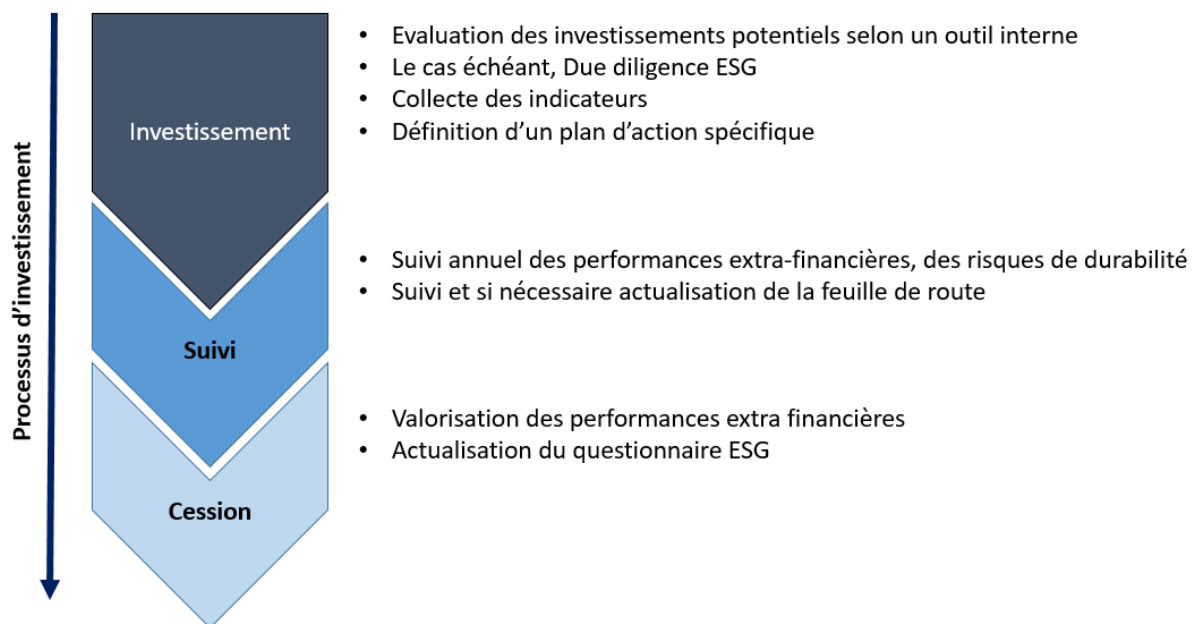 Processus d’investissement
Investissement
• Evaluation des investissements potentiels selon un outil interne
• Le cas échéant, Due diligence ESG
• Collecte des indicateurs
• Définition d’un plan d’action spécifique
Suivi
• Suivi annuel des performances extra-financières, des risques de durabilité
• Suivi et si nécessaire actualisation de la feuille de route
Cession
• Valorisation des performances extra financières
• Actualisation du questionnaire ESG